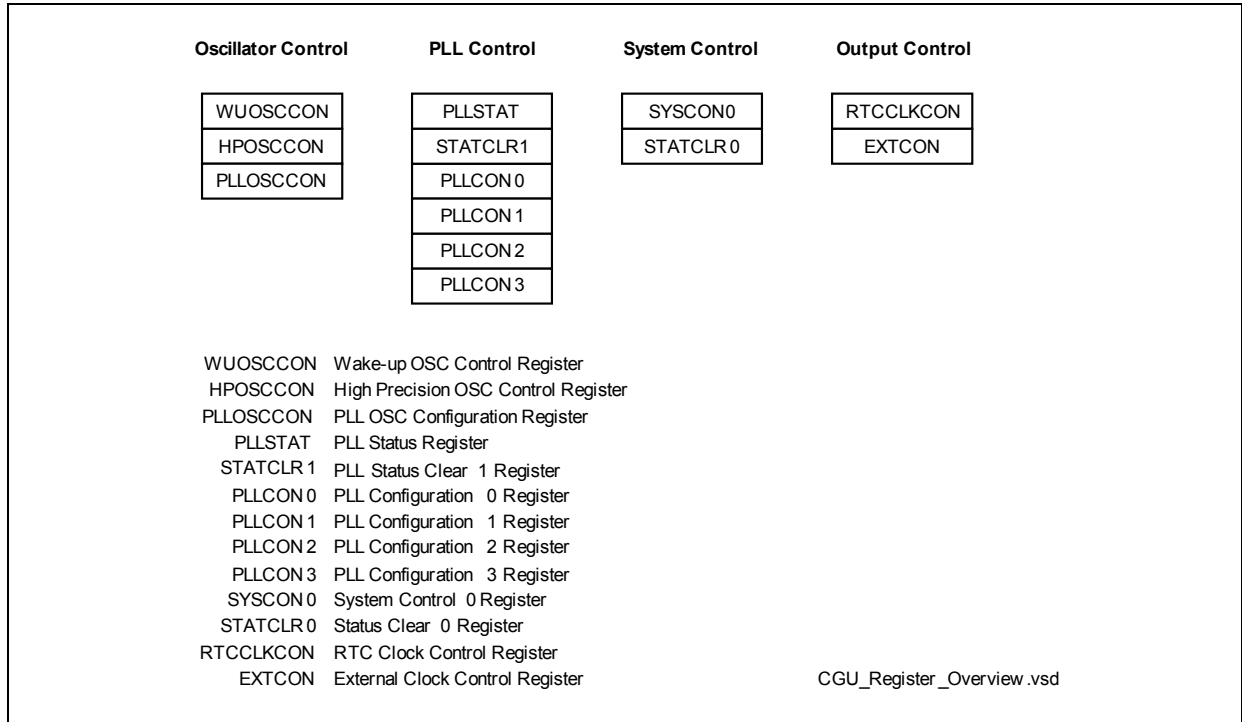 Oscillator Control PLL Control System Control Output Control
WUOSCCON PLLSTAT SYSCON0 RTCCLKCON
HPOSCCON STATCLR1 STATCLR0 EXTCON
PLLOSCCON PLLCON0
PLLCON1
PLLCON2
PLLCON3
WUOSCCON Wake-up OSC Control Register
HPOSCCON High Precision OSC Control Register
PLLOSCCON PLL OSC Configuration Register
PLLSTAT PLL Status Register
STATCLR1 PLL Status Clear 1 Register
PLLCON0 PLL Configuration 0 Register
PLLCON1 PLL Configuration 1 Register
PLLCON2 PLL Configuration 2 Register
PLLCON3 PLL Configuration 3 Register
SYSCON0 System Control 0 Register
STATCLR0 Status Clear 0 Register
RTCCLKCON RTC Clock Control Register
EXTCON External Clock Control Register CGU_Register_Overview.vsd